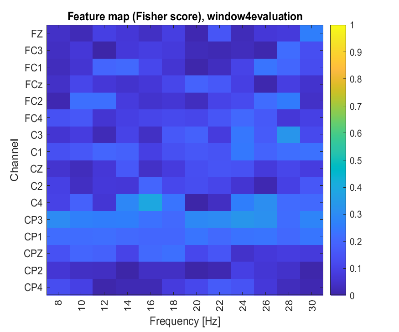 Feature map (Fisher score), window4evaluation
Channel
FZ
FC3
FC1
FCz
FC2
FC4
C3
C1
CZ
C2
C4
CP3
CP1
CPZ
CP2
CP4
8 10 12 14 16 18 20 22 24 26 28 30
Frequency [Hz]
1
0.9
0.8
0.7
0.6
0.5
0.4
0.3
0.2
0.1
0